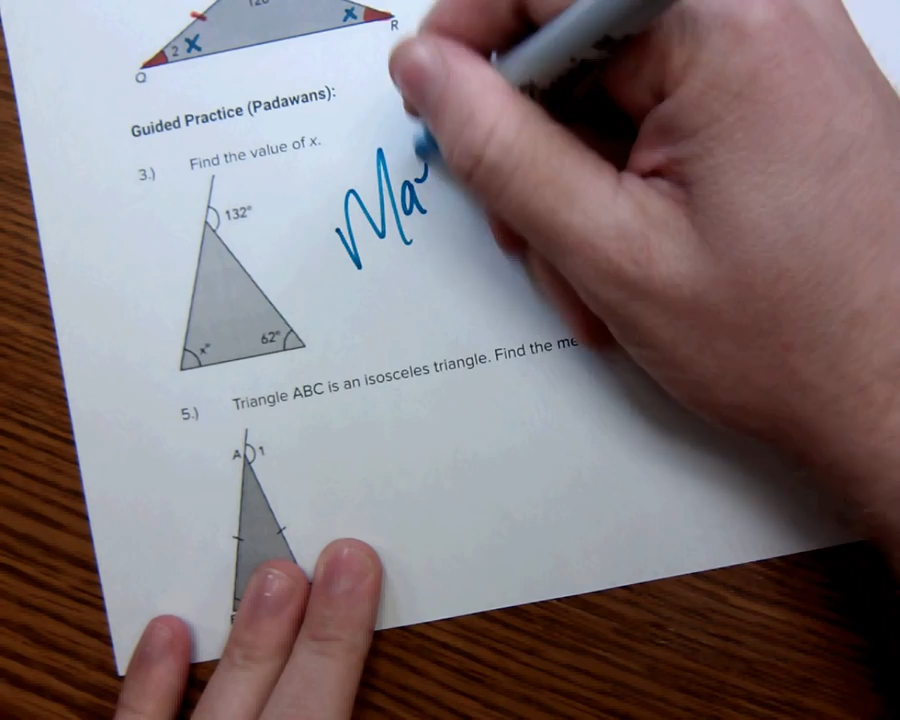 120
2 x
x
Q
R
Guided Practice (Padawans):
3.) Find the value of x.
132°
Ma
62°
x°
5.) Triangle ABC is an isosceles triangle. Find the me
A 1